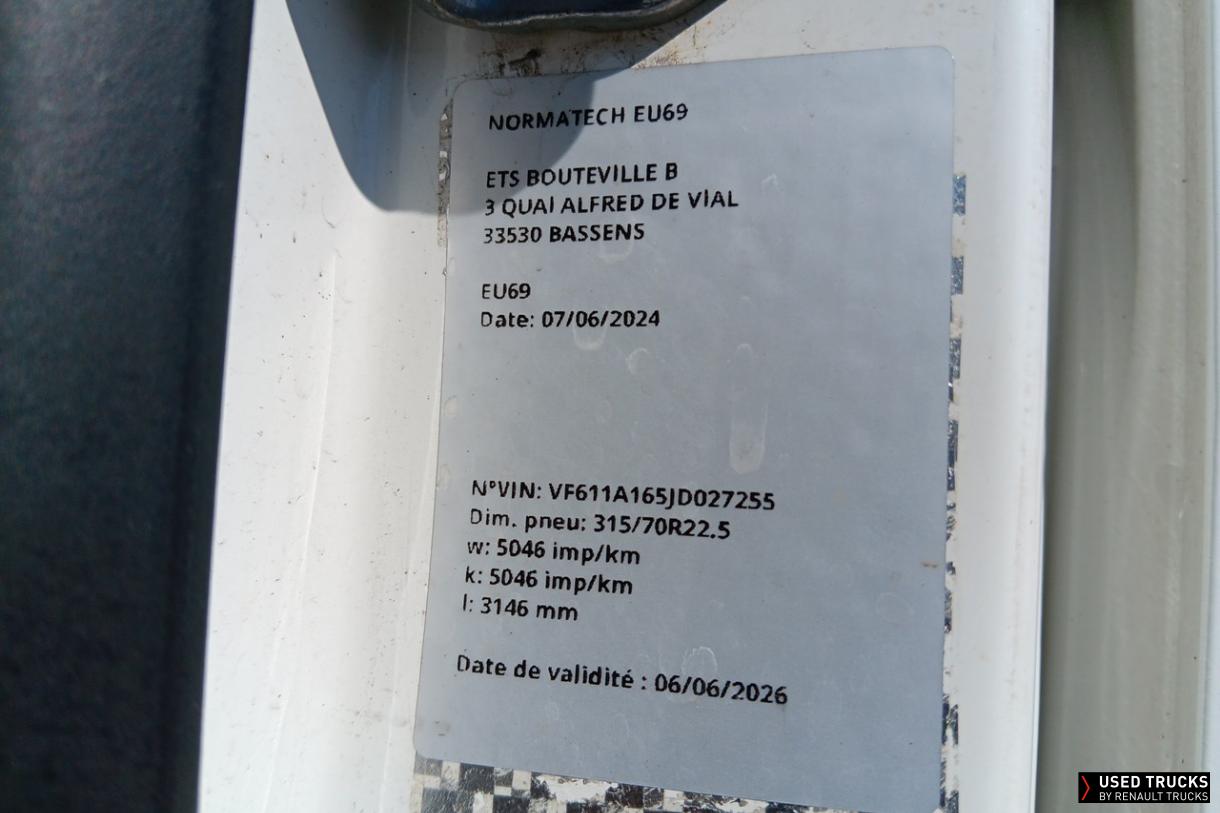 NORMATECH EU69
ETS BOUTEVILLE B
3 QUAI ALFRED DE VIAL
33530 BASSENS
EU69
Date: 07/06/2024
N°VIN: VF611A165JD027255
Dim. pneu: 315/70R22.5
w: 5046 imp/km
k: 5046 imp/km
l: 3146 mm
Date de validité : 06/06/2026
USED TRUCKS
BY RENAULT TRUCKS